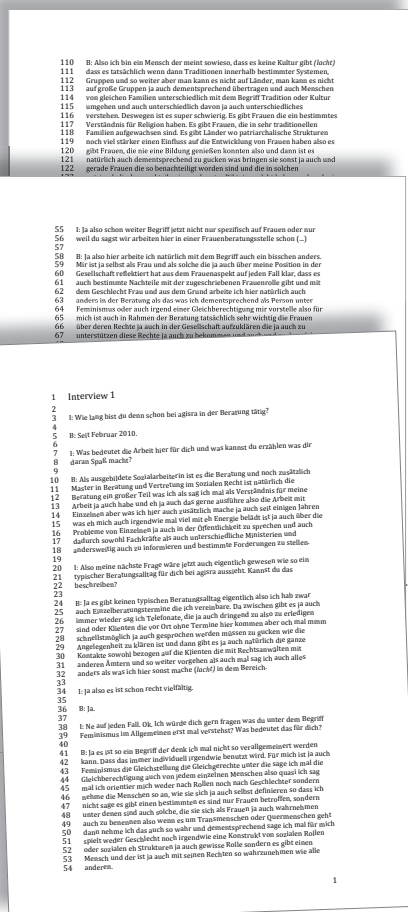 110 B: Also ich bin ein Mensch der meint sowieso, dass es keine Kultur gibt (lacht)
111 dass es tatsächlich wenn dann Traditionen innerhalb bestimmter Systemen,
112 Gruppen und so weiter aber man kann es nicht auf Länder, man kann es nicht
113 auf große Gruppen ja auch dementsprechend übertragen und auch Menschen
114 von gleichen Familien unterschiedlich mit dem Begriff Tradition oder Kultur
115 umgehen und auch unterschiedlich davon ja auch unterschiedliches
116 verstehen. Deswegen ist es super schwierig. Es gibt Frauen die ein bestimmtes
117 Verständnis für Religion haben. Es gibt Frauen, die in sehr traditionellen
118 Familien aufgewachsen sind. Es gibt Länder wo patriarchalische Strukturen
119 noch viel stärker einen Einfluss auf die Entwicklung von Frauen haben also es
120 gibt Frauen, die nie eine Bildung genießen konnten also und dann ist es
121 natürlich auch dementsprechend zu gucken was bringen sie sonst ja auch und
122 gerade Frauen die so benachteiligt worden sind und die in solchen
55 I: Ja also schon weiter Begriff jetzt nicht nur spezifisch auf Frauen oder nur
56 weil du sagst wir arbeiten hier in einer Frauenberatungsstelle schon (...)
57
58 B: Ja also hier arbeite ich natürlich mit dem Begriff auch ein bisschen anders.
59 Mir ist ja selbst als Frau und als solche die ja auch über meine Position in der
60 Gesellschaft reflektiert hat aus dem Frauenaspekt auf jeden Fall klar, dass es
61 auch bestimmte Nachteile mit der zugeschriebenen Frauenrolle gibt und mit
62 dem Geschlecht Frau und aus dem Grund arbeite ich hier natürlich auch
63 anders in der Beratung als das was ich dementsprechend als Person unter
64 Feminismus oder auch irgend einer Gleichberechtigung mir vorstelle also für
65 mich ist auch in Rahmen der Beratung tatsächlich sehr wichtig die Frauen
66 über deren Rechte ja auch in der Gesellschaft aufzuklären die ja auch zu
67 unterstützen diese Rechte ja auch zu bekommen und auch
1 Interview 1
2
3 I: Wie lang bist du denn schon bei agisra in der Beratung tätig?
4
5 B: Seit Februar 2010.
6
7 I: Was bedeutet die Arbeit hier für dich und was kannst du erzählen was dir
8 daran Spaß macht?
9
10 B: Als ausgebildete Sozialarbeiterin ist es die Beratung und noch zusätzlich
11 Master in Beratung und Vertretung im Sozialen Recht ist natürlich die
12 Beratung ein großer Teil was ich als sag ich mal als Verständnis für meine
13 Arbeit ja auch habe und eh ja auch das gerne ausführe also die Arbeit mit
14 Einzelnen aber was ich hier auch zusätzlich mache ja auch seit einigen Jahren
15 was eh mich auch irgendwie mal viel mit eh Energie belädt ist ja auch über die
16 Probleme von Einzelnen ja auch in der Öffentlichkeit zu sprechen und auch
17 dadurch sowohl Fachkräfte als auch unterschiedliche Ministerien und
18 anderweitig auch zu informieren und bestimmte Forderungen zu stellen.
19
20 I: Also meine nächste Frage wäre jetzt auch eigentlich gewesen wie so ein
21 typischer Beratungsalltag für dich bei agisra aussieht. Kannst du das
22 beschreiben?
23
24 B: Ja es gibt keinen typischen Beratungsalltag eigentlich also ich hab zwar
25 auch Einzelberatungstermine die ich vereinbare. Da zwischen gibt es ja auch
26 immer wieder sag ich Telefonate, die ja auch dringend zu also zu erledigen
27 sind oder Klienten die vor Ort ohne Termine hier kommen aber och mal mmm
28 schnellstmöglich ja auch gesprochen werden müssen zu gucken wie die
29 Angelegenheit zu klären ist und dann gibt es ja auch natürlich die ganze
30 Kontakte sowohl bezogen auf die Klienten die mit Rechtsanwälten mit
31 anderen Ämtern und so weiter vorgehen als auch mal sag ich auch alles
32 anders als was ich hier sonst mache (lacht) in dem Bereich.
33
34 I: Ja also es ist schon recht vielfältig.
35
36 B: Ja.
37
38 I: Ne auf jeden Fall. Ok. Ich würde dich gern fragen was du unter dem Begriff
39 Feminismus im Allgemeinen erst mal verstehst? Was bedeutet das für dich?
40
41 B: Ja es ist so ein Begriff der denk ich mal nicht so verallgemeinert werden
42 kann. Dass das immer individuell irgendwie benutzt wird. Für mich ist ja auch
43 Feminismus die Gleichstellung die Gleichgerechte unter die sage ich mal die
44 Gleichberechtigung auch von jedem einzelnen Menschen also quasi ich sag
45 mal ich orientier mich weder nach Rollen noch nach Geschlechter sondern
46 nehme die Menschen so an, wie sie sich ja auch selbst definieren so dass ich
47 nicht sage es gibt einen bestimmten es sind nur Frauen betroffen, sondern
48 unter denen sind auch solche, die sie sich als Frauen ja auch wahrnehmen
49 auch zu benennen also wenn es um Transmenschen oder Quermenschen geht
50 dann nehme ich das auch so wahr und dementsprechend sage ich mal für mich
51 spielt weder Geschlecht noch irgendwie eine Konstrukt von sozialen Rollen
52 oder sozialen eh Strukturen ja auch gewisse Rolle sondern es gibt einen
53 Mensch und der ist ja auch mit seinen Rechten so wahrzunehmen wie alle
54 anderen.
1